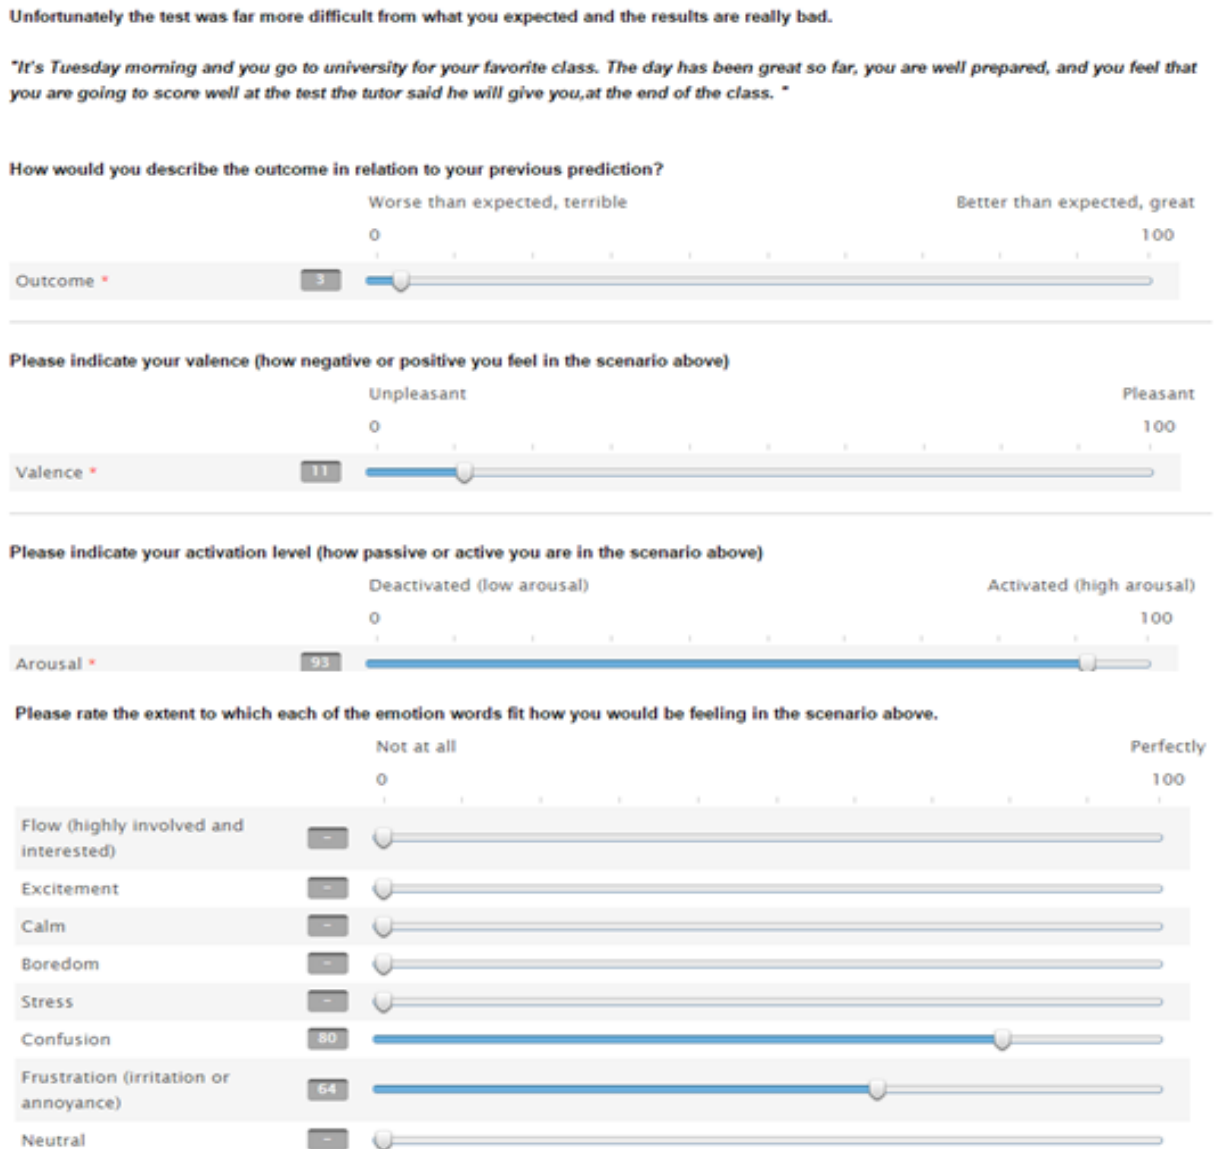 Unfortunately the test was far more difficult from what you expected and the results are really bad.
"It's Tuesday morning and you go to university for your favorite class. The day has been great so far, you are well prepared, and you feel that
you are going to score well at the test the tutor said he will give you,at the end of the class. "
How would you describe the outcome in relation to your previous prediction?
Worse than expected, terrible Better than expected, great
0 100
Outcome * 3
Please indicate your valence (how negative or positive you feel in the scenario above)
Unpleasant Pleasant
0 100
Valence * 11
Please indicate your activation level (how passive or active you are in the scenario above)
Deactivated (low arousal) Activated (high arousal)
0 100
Arousal * 93
Please rate the extent to which each of the emotion words fit how you would be feeling in the scenario above.
Not at all Perfectly
0 100
Flow (highly involved and
interested) -
Excitement -
Calm -
Boredom -
Stress -
Confusion 80
Frustration (irritation or
annoyance) 64
Neutral -